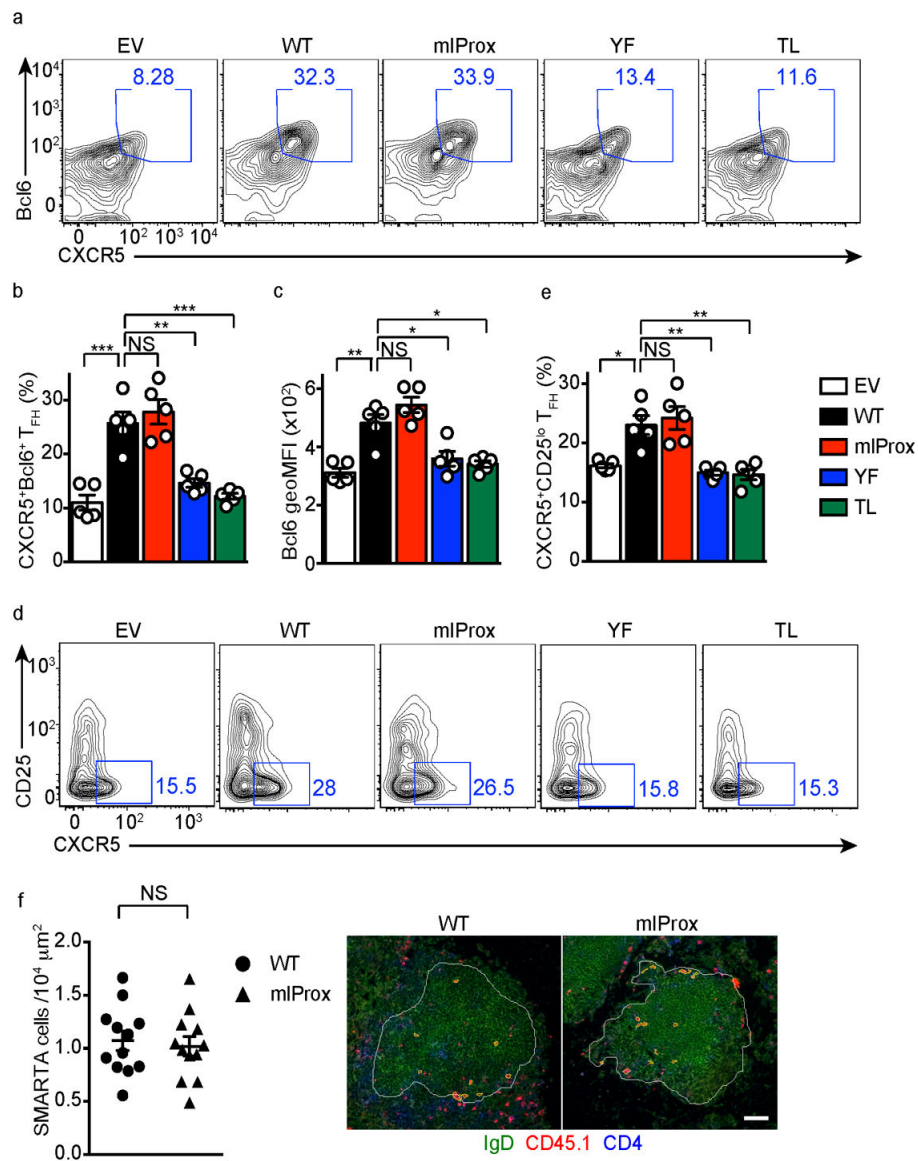 a
EV WT mIProx YF TL
8.28 32.3 33.9 13.4 11.6
10⁴
10³
10²
0
Bcl6
0 10² 10³ 10⁴
CXCR5
b c e
*** ** *** NS
** * * NS
* ** ** NS
CXCR5⁺Bcl6⁺ T_FH (%)
30
20
10
0
Bcl6 geoMFI (x10²)
8
6
4
2
0
CXCR5⁺CD25ˡᵒ T_FH (%)
30
20
10
0
EV
WT
mIProx
YF
TL
d
EV WT mIProx YF TL
10³
10²
0
CD25
15.5 28 26.5 15.8 15.3
0 10² 10³
CXCR5
f
NS
SMARTA cells /10⁴ μm²
2.0
1.5
1.0
0.5
0.0
WT
mIProx
WT mIProx
IgD CD45.1 CD4